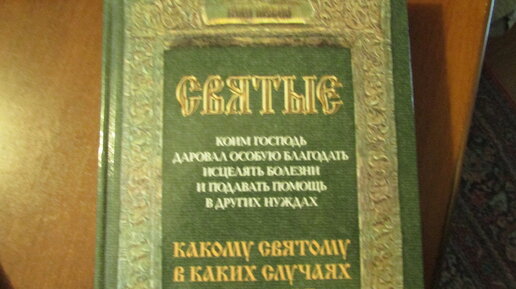 СВЯТЫЕ
КОИМ ГОСПОДЬ
ДАРОВАЛ ОСОБУЮ БЛАГОДАТЬ
ИСЦЕЛЯТЬ БОЛЕЗНИ
И ПОДАВАТЬ ПОМОЩЬ
В ДРУГИХ НУЖДАХ
КАКОМУ СВЯТОМУ
В КАКИХ СЛУЧАЯХ